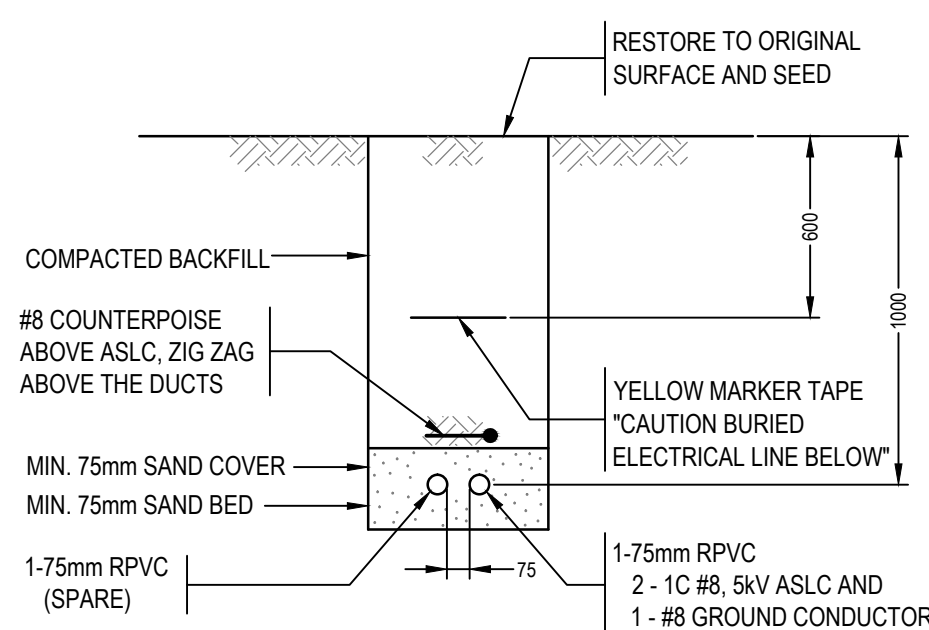 RESTORE TO ORIGINAL
SURFACE AND SEED
600
1000
COMPACTED BACKFILL
#8 COUNTERPOISE
ABOVE ASLC, ZIG ZAG
ABOVE THE DUCTS
YELLOW MARKER TAPE
"CAUTION BURIED
ELECTRICAL LINE BELOW"
MIN. 75mm SAND COVER
MIN. 75mm SAND BED
1-75mm RPVC
(SPARE)
75
1-75mm RPVC
2 - 1C #8, 5kV ASLC AND
1 - #8 GROUND CONDUCTOR